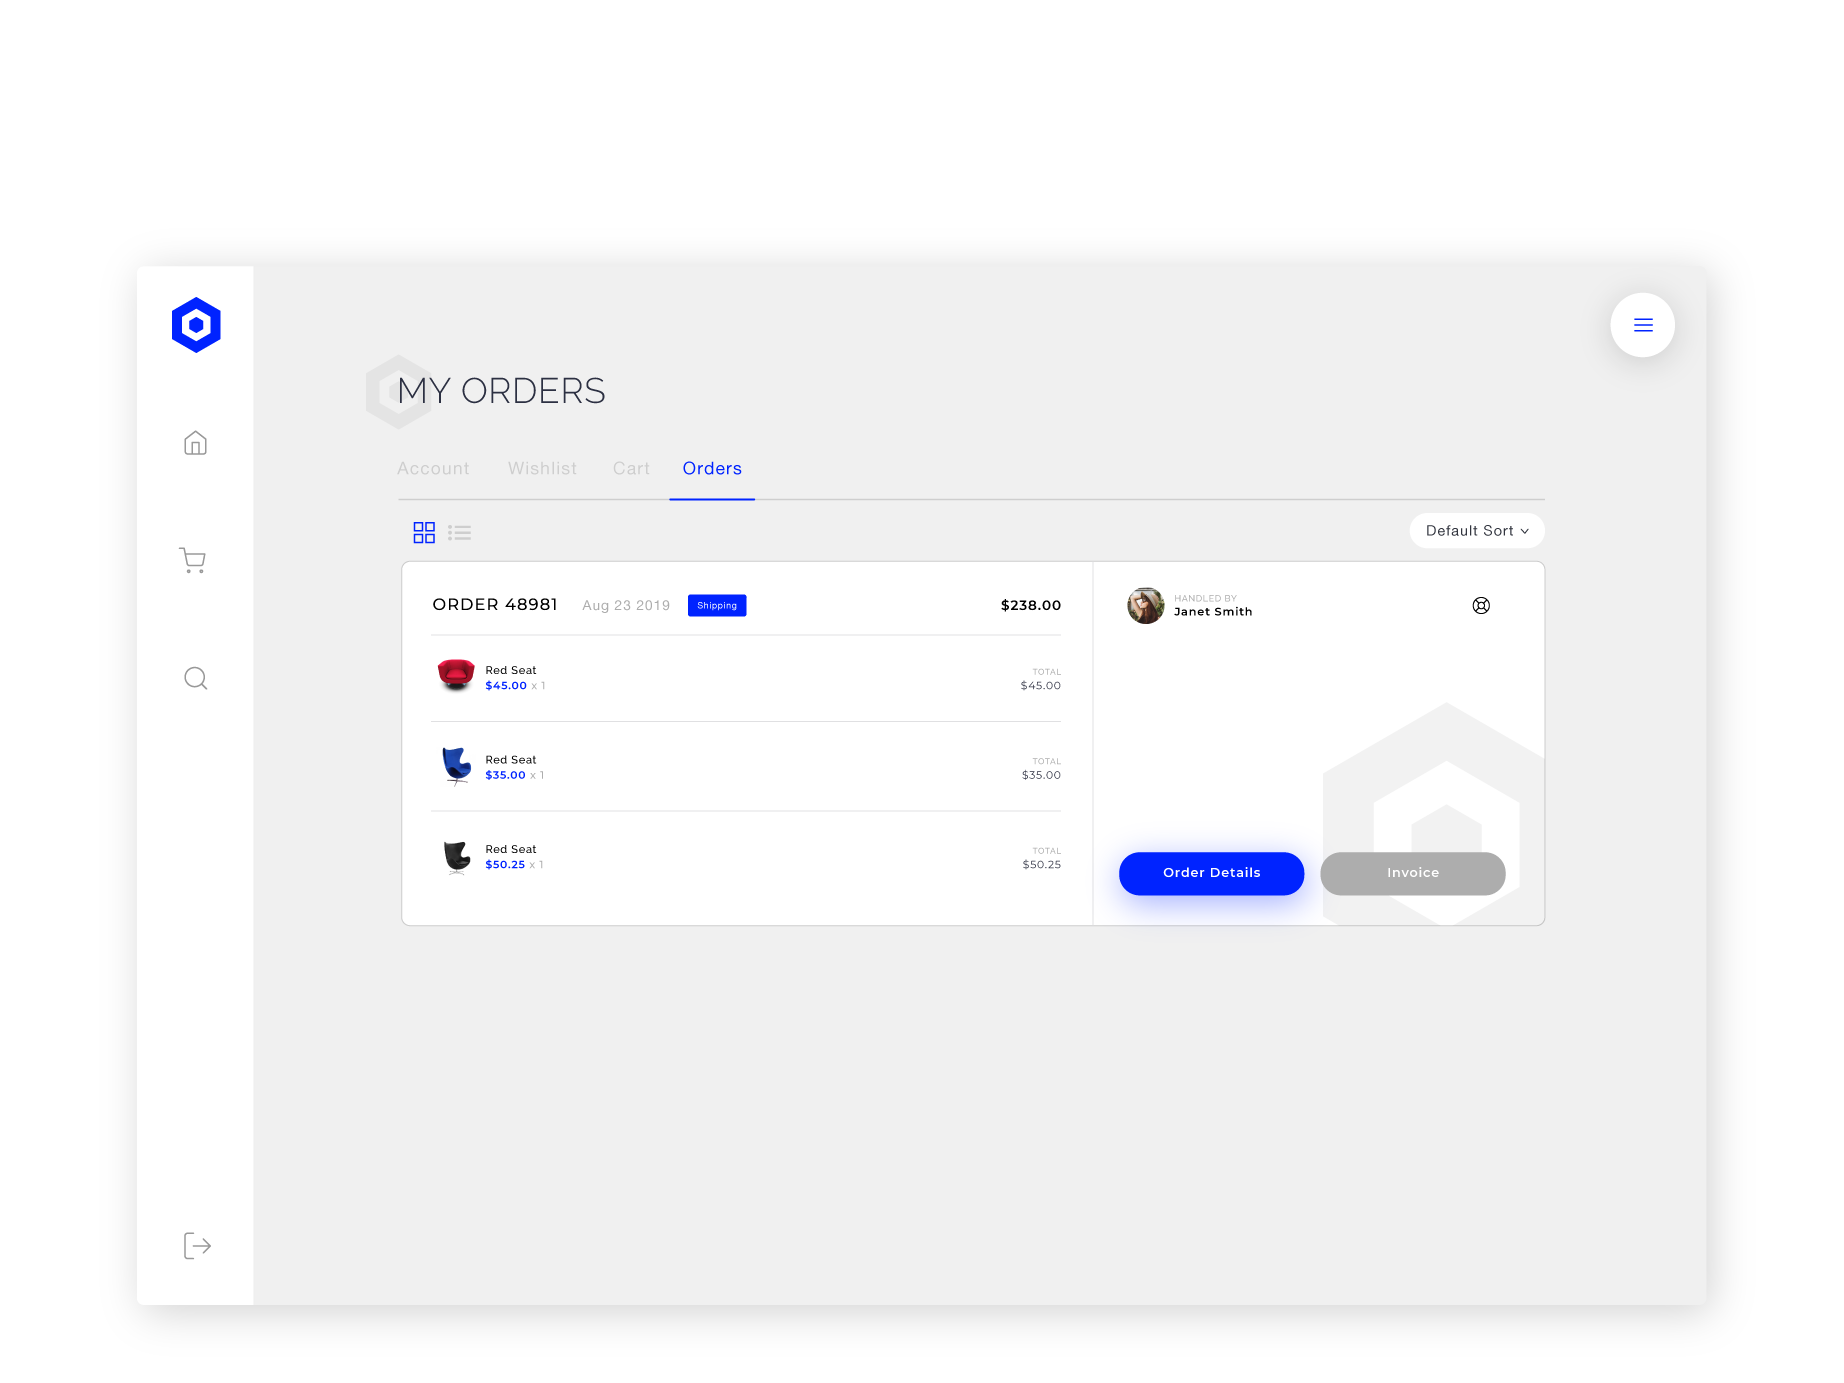 MY ORDERS
Account Wishlist Cart Orders
Default Sort
ORDER 48981 Aug 23 2019 Shipping $238.00
HANDLED BY
Janet Smith
Red Seat TOTAL
$45.00 x 1 $45.00
Red Seat TOTAL
$35.00 x 1 $35.00
Red Seat TOTAL
$50.25 x 1 $50.25
Order Details Invoice